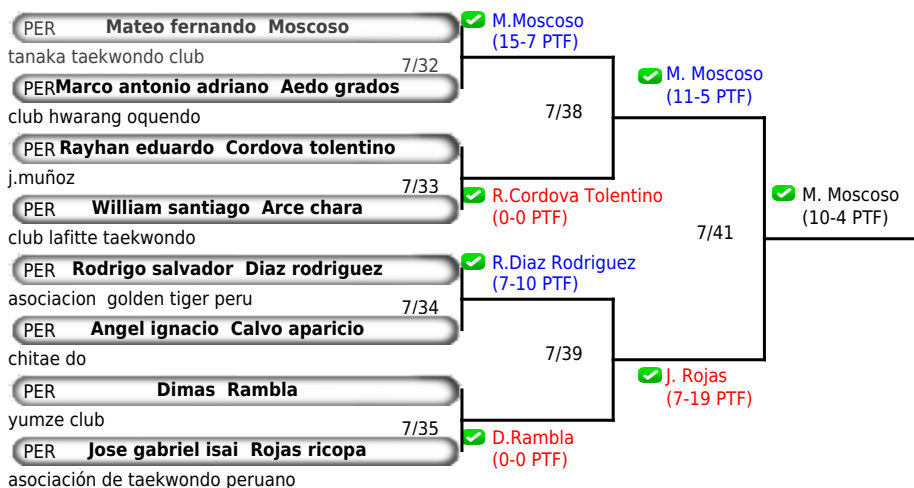 PER Mateo fernando Moscoso
tanaka taekwondo club
7/32
PER Marco antonio adriano Aedo grados
club hwarang oquendo
PER Rayhan eduardo Cordova tolentino
j.muñoz
7/33
PER William santiago Arce chara
club lafitte taekwondo
PER Rodrigo salvador Diaz rodriguez
asociacion golden tiger peru
7/34
PER Angel ignacio Calvo aparicio
chitae do
PER Dimas Rambla
yumze club
7/35
PER Jose gabriel isai Rojas ricopa
asociación de taekwondo peruano
M.Moscoso
(15-7 PTF)
7/38
R.Cordova Tolentino
(0-0 PTF)
R.Diaz Rodriguez
(7-10 PTF)
7/39
D.Rambla
(0-0 PTF)
M. Moscoso
(11-5 PTF)
7/41
J. Rojas
(7-19 PTF)
M. Moscoso
(10-4 PTF)